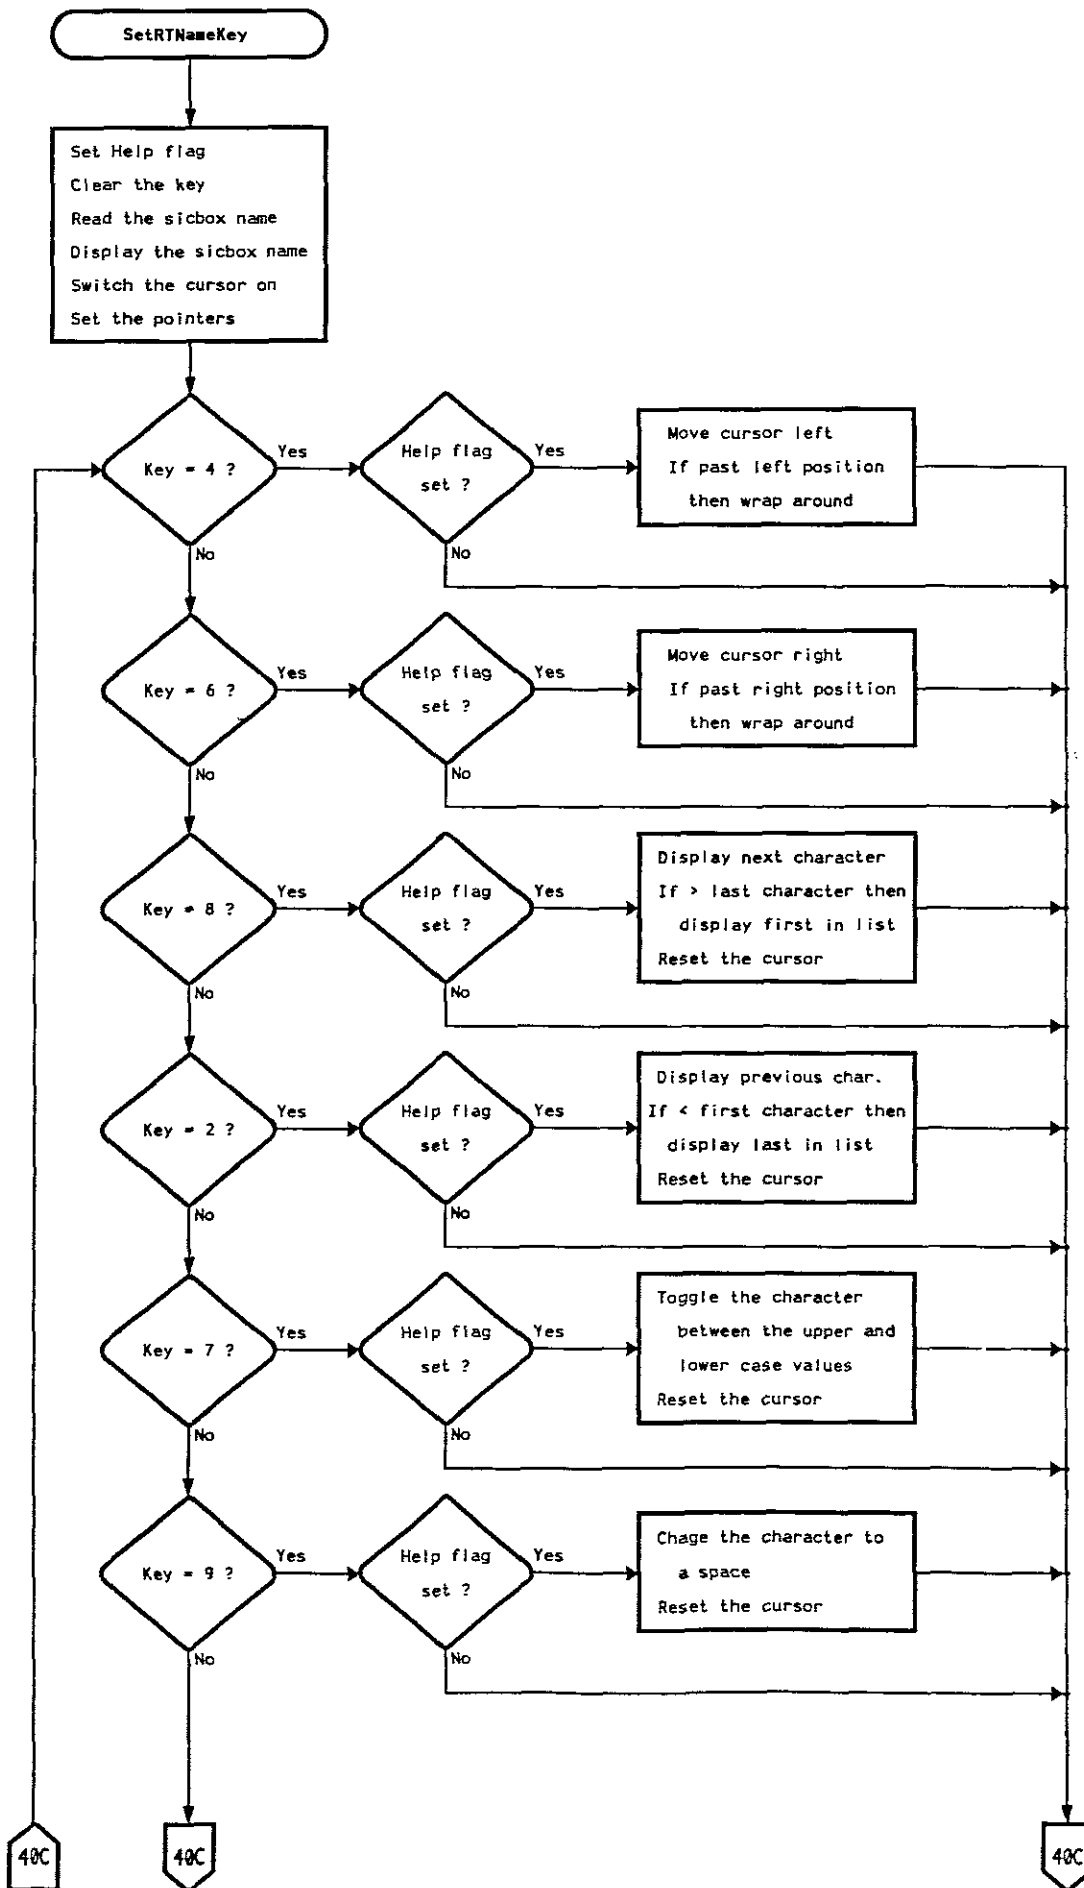 SetRTNameKey
Set Help flag
Clear the key
Read the sicbox name
Display the sicbox name
Switch the cursor on
Set the pointers
Key = 4 ?
Yes
No
Help flag
set ?
Yes
No
Move cursor left
If past left position
then wrap around
Key = 6 ?
Yes
No
Help flag
set ?
Yes
No
Move cursor right
If past right position
then wrap around
Key = 8 ?
Yes
No
Help flag
set ?
Yes
No
Display next character
If > last character then
display first in list
Reset the cursor
Key = 2 ?
Yes
No
Help flag
set ?
Yes
No
Display previous char.
If < first character then
display last in list
Reset the cursor
Key = 7 ?
Yes
No
Help flag
set ?
Yes
No
Toggle the character
between the upper and
lower case values
Reset the cursor
Key = 9 ?
Yes
No
Help flag
set ?
Yes
No
Chage the character to
a space
Reset the cursor
40C
40C
40C